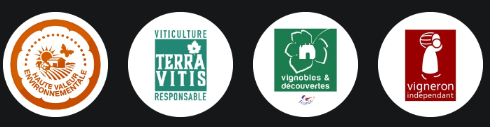 HAUTE VALEUR
ENVIRONNEMENTALE
VITICULTURE
TERRA
VITIS
RESPONSABLE
vignobles &
découvertes
vigneron
indépendant